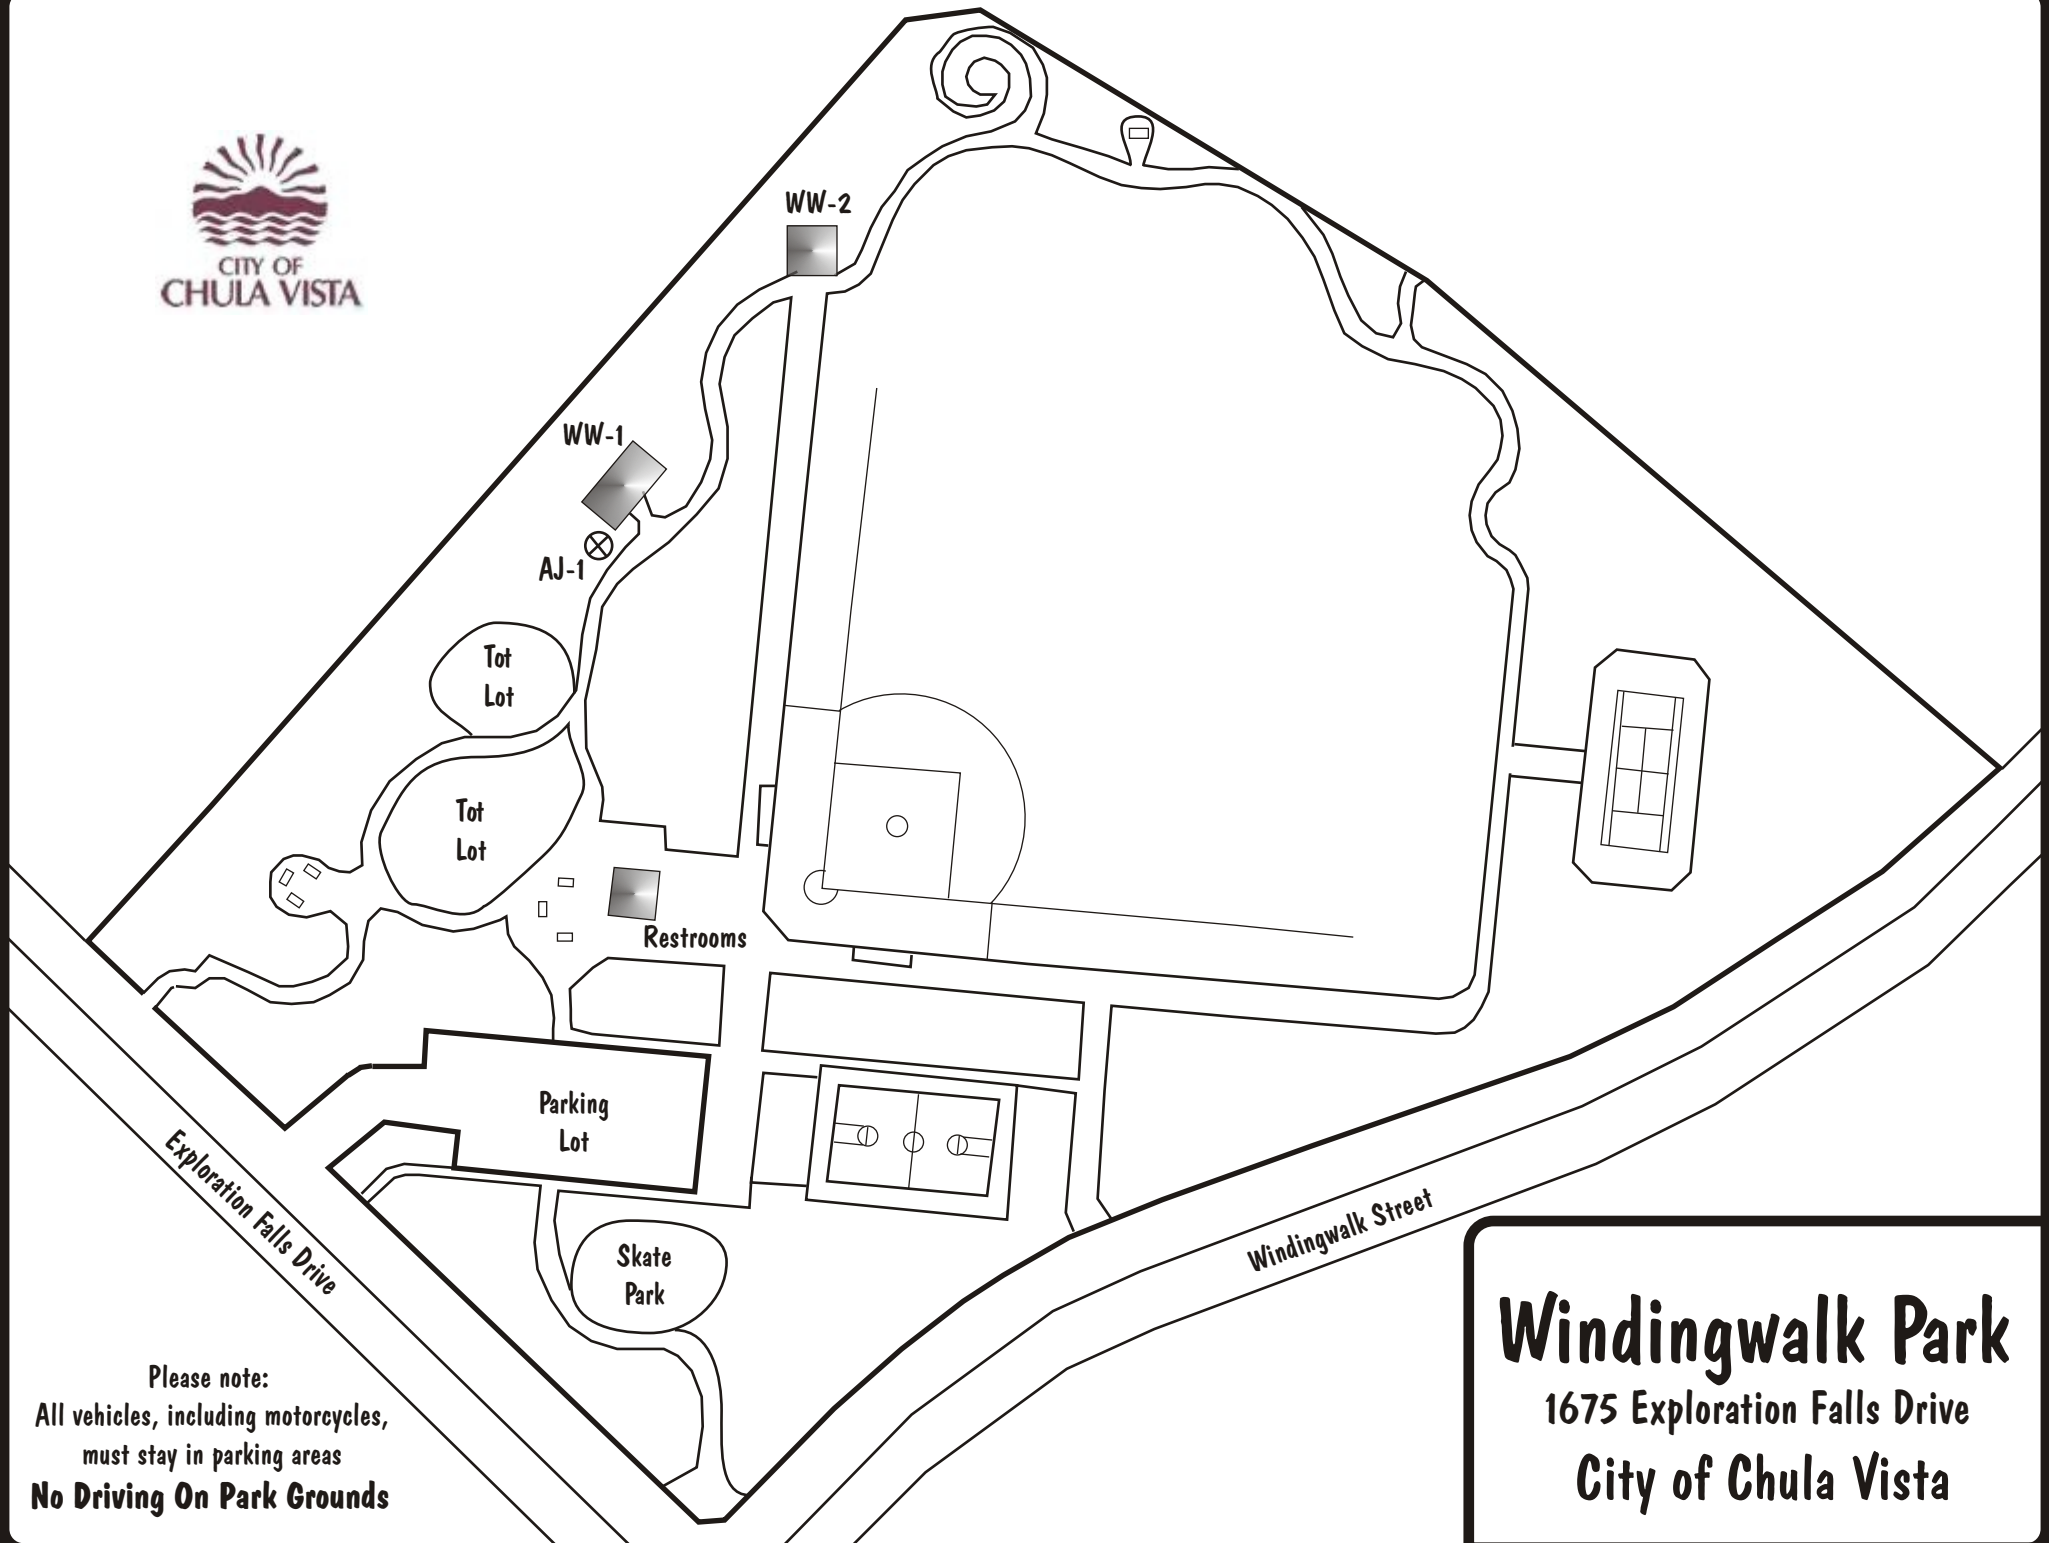 CITY OF
CHULA VISTA
WW-2
WW-1
AJ-1
Tot
Lot
Tot
Lot
Restrooms
Parking
Lot
Exploration Falls Drive
Skate
Park
Windingwalk Street
Please note:
All vehicles, including motorcycles,
must stay in parking areas
No Driving On Park Grounds
Windingwalk Park
1675 Exploration Falls Drive
City of Chula Vista